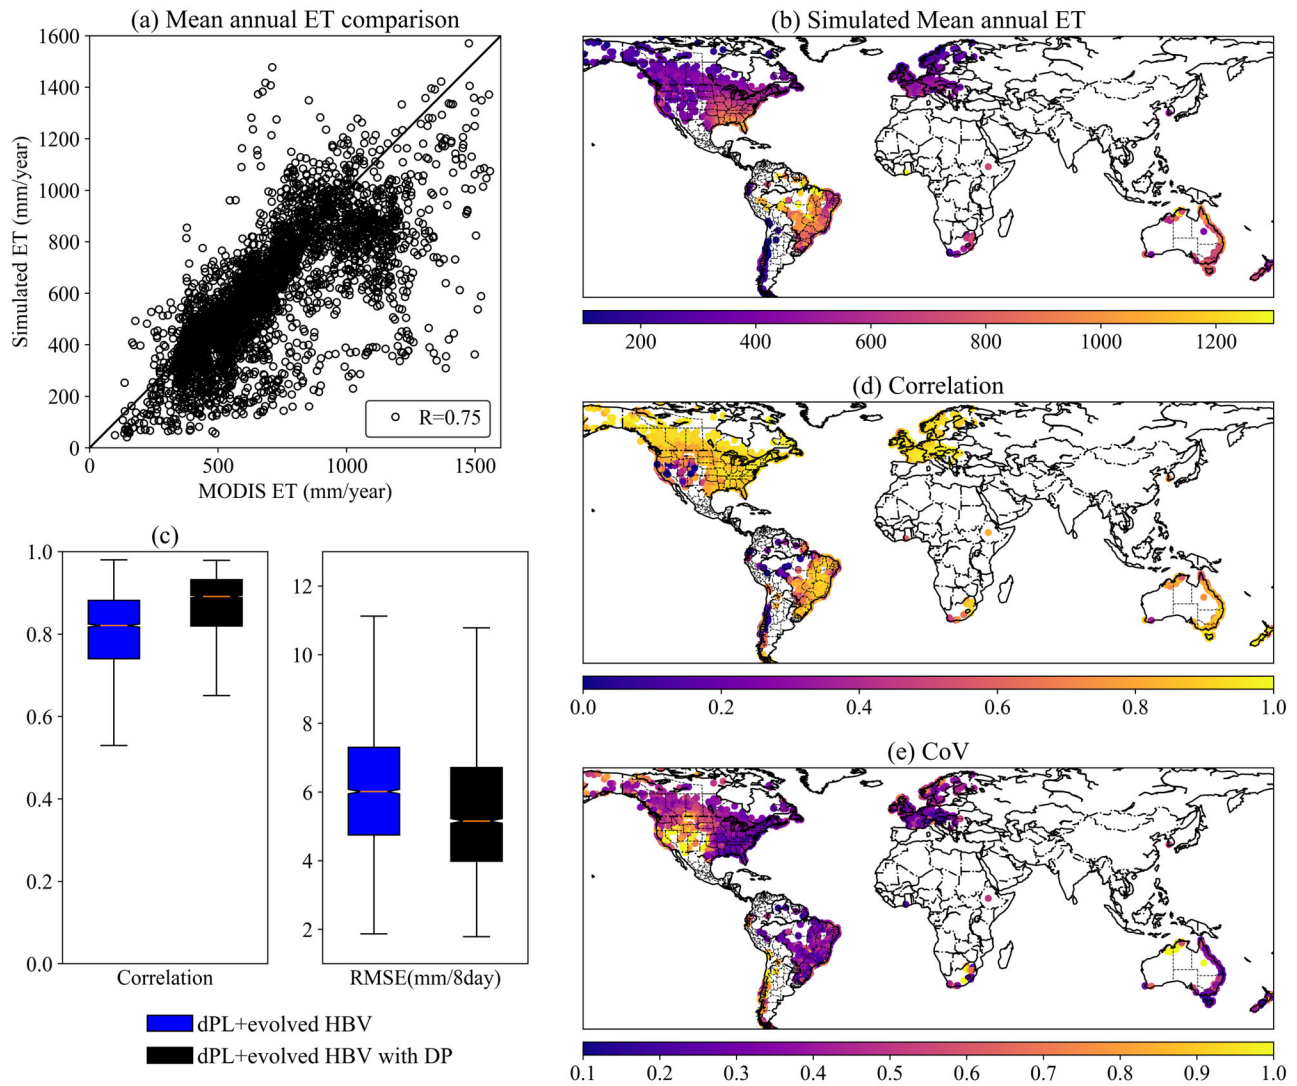 (a) Mean annual ET comparison
Simulated ET (mm/year)
1600
1400
1200
1000
800
600
400
200
0
R=0.75
0 500 1000 1500
MODIS ET (mm/year)
(b) Simulated Mean annual ET
200 400 600 800 1000 1200
(c)
1.0
0.8
0.6
0.4
0.2
0.0
Correlation
12
10
8
6
4
2
RMSE(mm/8day)
dPL+evolved HBV
dPL+evolved HBV with DP
(d) Correlation
0.0 0.2 0.4 0.6 0.8 1.0
(e) CoV
0.1 0.2 0.3 0.4 0.5 0.6 0.7 0.8 0.9 1.0